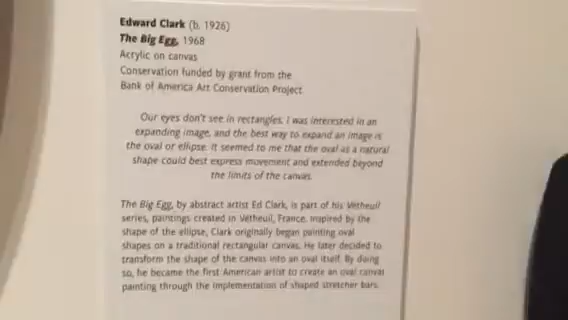 Edward Clark (b. 1926)
The Big Egg, 1968
Acrylic on canvas
Conservation funded by grant from the
Bank of America Art Conservation Project
Our eyes don't see in rectangles. I was interested in an
expanding image, and the best way to expand an image is
the oval or ellipse. It seemed to me that the oval as a natural
shape could best express movement and extended beyond
the limits of the canvas.
The Big Egg, by abstract artist Ed Clark, is part of his Vétheuil
series, paintings created in Vétheuil, France. Inspired by the
shape of the ellipse, Clark originally began painting oval
shapes on a traditional rectangular canvas. He later decided to
transform the shape of the canvas into an oval itself. By doing
so, he became the first American artist to create an oval canvas
painting through the implementation of shaped stretcher bars.